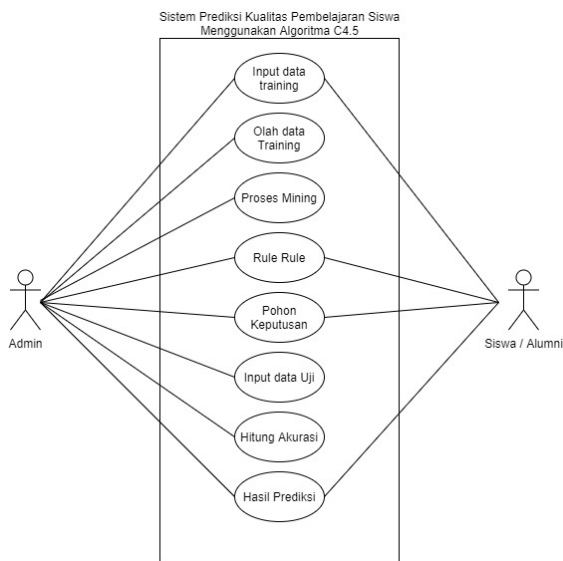 Sistem Prediksi Kualitas Pembelajaran Siswa
Menggunakan Algoritma C4.5
Input data
training
Olah data
Training
Proses Mining
Rule Rule
Pohon
Keputusan
Admin
Siswa / Alumni
Input data Uji
Hitung Akurasi
Hasil Prediksi